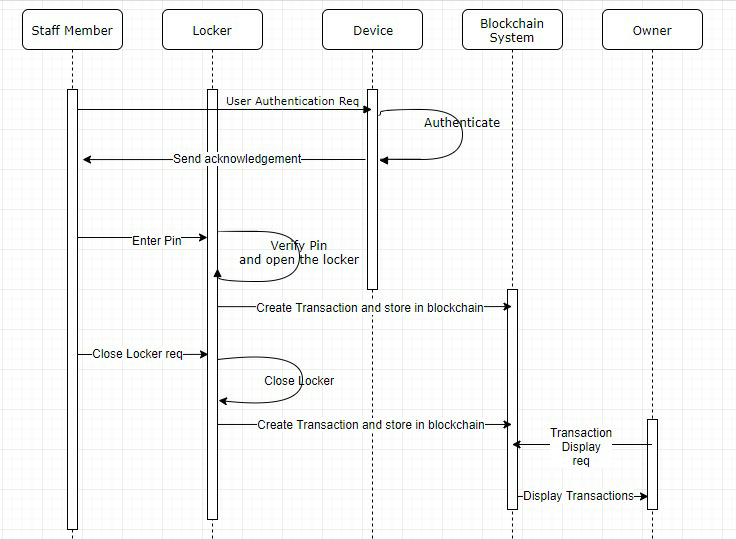 Staff Member
Locker
Device
Blockchain
System
Owner
User Authentication Req
Authenticate
Send acknowledgement
Enter Pin
Verify Pin
and open the locker
Create Transaction and store in blockchain
Close Locker req
Close Locker
Create Transaction and store in blockchain
Transaction
Display
req
Display Transactions